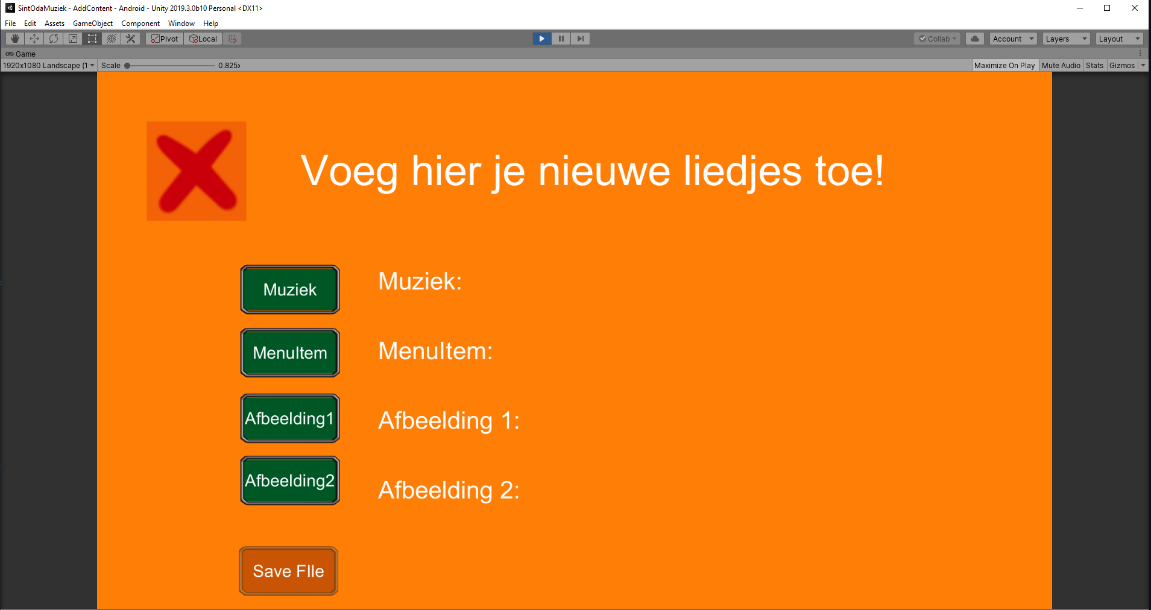 SintOdaMuziek - AddContent - Android - Unity 2019.3.0b10 Personal <DX11>
File Edit Assets GameObject Component Window Help
Pivot Local Collab Account Layers Layout
Game
1920x1080 Landscape (1 Scale 0.825x Maximize On Play Mute Audio Stats Gizmos
Voeg hier je nieuwe liedjes toe!
Muziek Muziek:
MenuItem MenuItem:
Afbeelding1 Afbeelding 1:
Afbeelding2 Afbeelding 2:
Save FIle